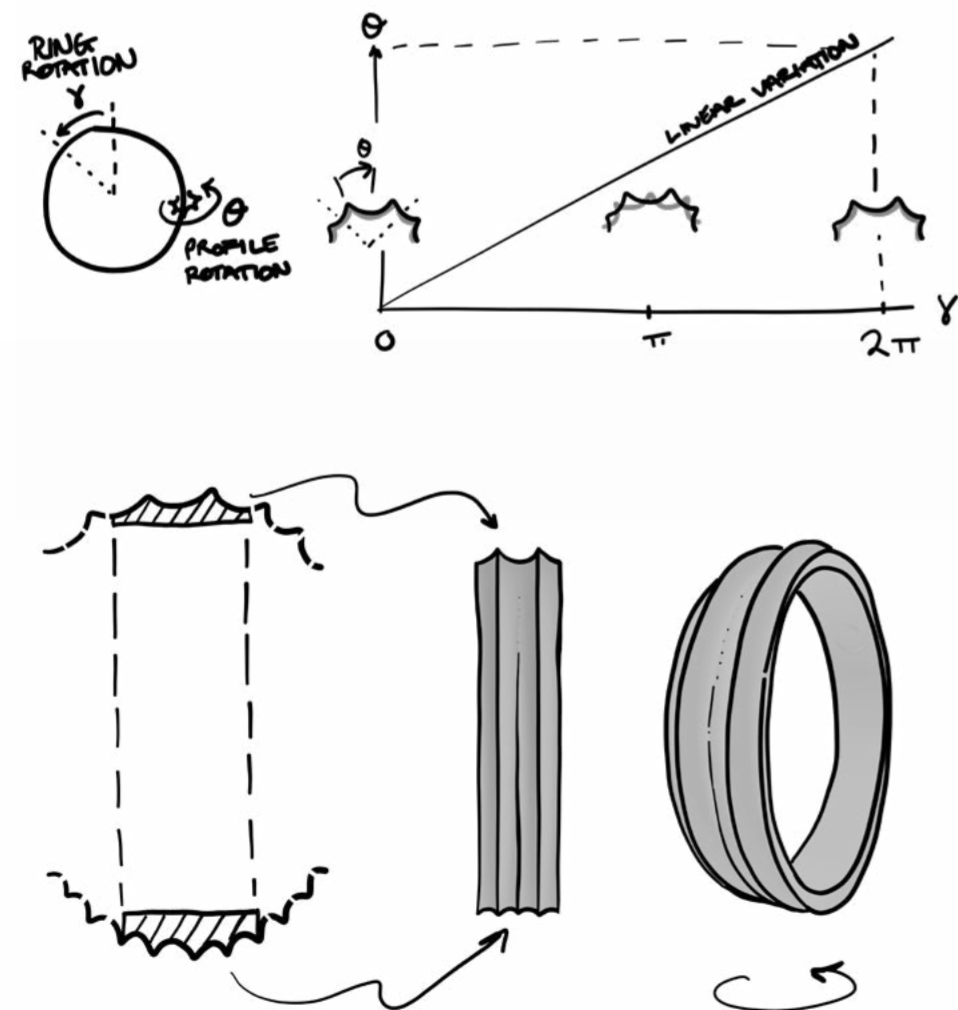 RING
ROTATION
γ
θ
PROFILE
ROTATION
θ
θ
LINEAR VARIATION
0
π
2π
γ